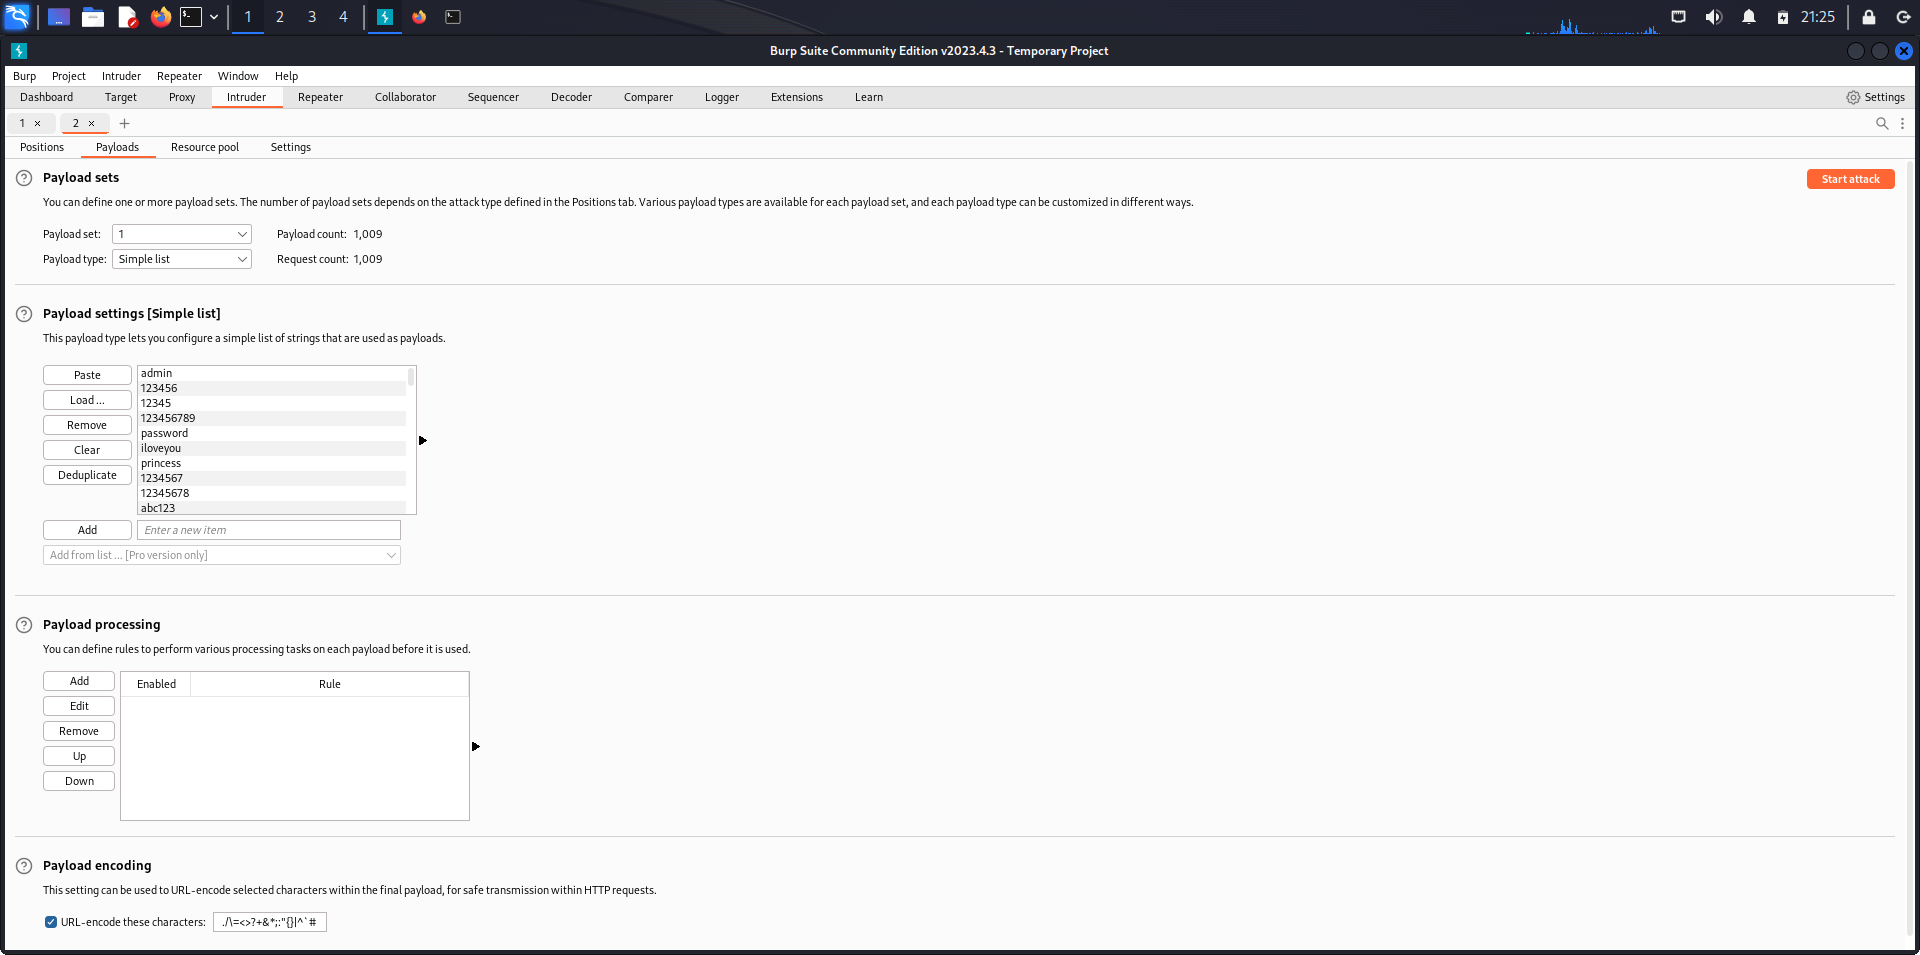 1 2 3 4 21:25
Burp Suite Community Edition v2023.4.3 - Temporary Project
Burp Project Intruder Repeater Window Help
Dashboard Target Proxy Intruder Repeater Collaborator Sequencer Decoder Comparer Logger Extensions Learn Settings
1 × 2 × +
Positions Payloads Resource pool Settings
? Payload sets Start attack
You can define one or more payload sets. The number of payload sets depends on the attack type defined in the Positions tab. Various payload types are available for each payload set, and each payload type can be customized in different ways.
Payload set: 1 Payload count: 1,009
Payload type: Simple list Request count: 1,009
? Payload settings [Simple list]
This payload type lets you configure a simple list of strings that are used as payloads.
Paste
Load ...
Remove
Clear
Deduplicate
admin
123456
12345
123456789
password
iloveyou
princess
1234567
12345678
abc123
Add Enter a new item
Add from list ... [Pro version only]
? Payload processing
You can define rules to perform various processing tasks on each payload before it is used.
Add
Edit
Remove
Up
Down
Enabled Rule
? Payload encoding
This setting can be used to URL-encode selected characters within the final payload, for safe transmission within HTTP requests.
URL-encode these characters: ./\=<>?+&*;:"{}|^`#